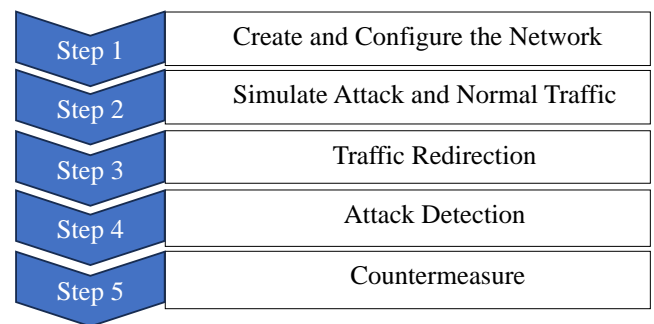 Step 1
Create and Configure the Network
Step 2
Simulate Attack and Normal Traffic
Step 3
Traffic Redirection
Step 4
Attack Detection
Step 5
Countermeasure